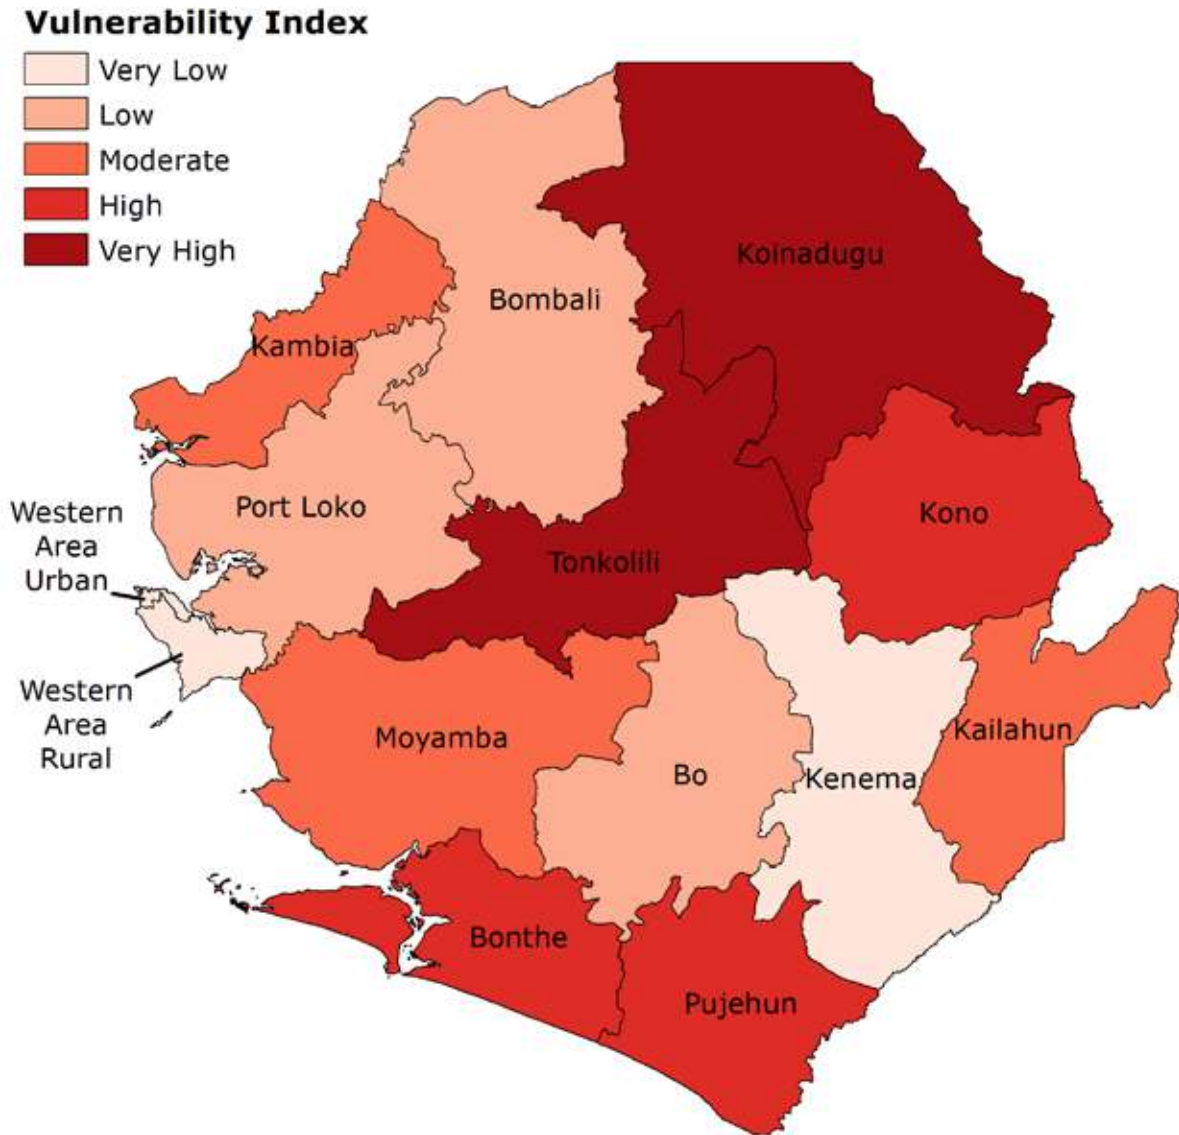 Vulnerability Index
Very Low
Low
Moderate
High
Very High
Koinadugu
Bombali
Kambia
Port Loko
Kono
Western
Area
Urban
Tonkolili
Western
Area
Rural
Moyamba
Kailahun
Bo
Kenema
Bonthe
Pujehun